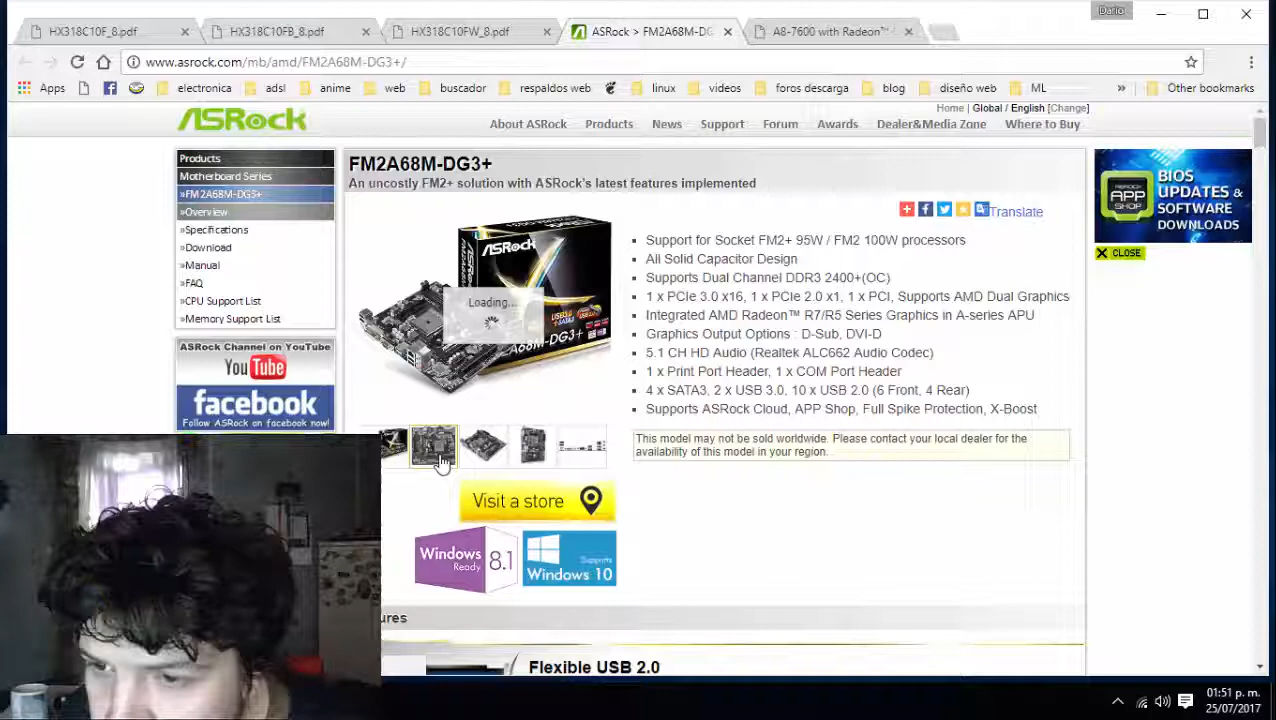 Dario
HX318C10F_8.pdf
HX318C10FB_8.pdf
HX318C10FW_8.pdf
ASRock > FM2A68M-DG
A8-7600 with Radeon™
www.asrock.com/mb/amd/FM2A68M-DG3+/
Apps
electronica
adsl
anime
web
buscador
respaldos web
linux
videos
foros descarga
blog
diseño web
ML
»
Other bookmarks
ASRock
Home | Global / English [Change]
About ASRock
Products
News
Support
Forum
Awards
Dealer&Media Zone
Where to Buy
Products
Motherboard Series
»FM2A68M-DG3+
»Overview
»Specifications
»Download
»Manual
»FAQ
»CPU Support List
»Memory Support List
ASRock Channel on YouTube
YouTube
facebook
Follow ASRock on facebook now!
FM2A68M-DG3+
An uncostly FM2+ solution with ASRock's latest features implemented
Translate
ASRock
Loading...
Support for Socket FM2+ 95W / FM2 100W processors
All Solid Capacitor Design
Supports Dual Channel DDR3 2400+(OC)
1 x PCIe 3.0 x16, 1 x PCIe 2.0 x1, 1 x PCI, Supports AMD Dual Graphics
Integrated AMD Radeon™ R7/R5 Series Graphics in A-series APU
Graphics Output Options : D-Sub, DVI-D
5.1 CH HD Audio (Realtek ALC662 Audio Codec)
1 x Print Port Header, 1 x COM Port Header
4 x SATA3, 2 x USB 3.0, 10 x USB 2.0 (6 Front, 4 Rear)
Supports ASRock Cloud, APP Shop, Full Spike Protection, X-Boost
This model may not be sold worldwide. Please contact your local dealer for the
availability of this model in your region.
Visit a store
Windows
Ready 8.1
Supports
Windows 10
ures
Flexible USB 2.0
ASROCK
APP
SHOP
BIOS
UPDATES &
SOFTWARE
DOWNLOADS
CLOSE
01:51 p. m.
25/07/2017